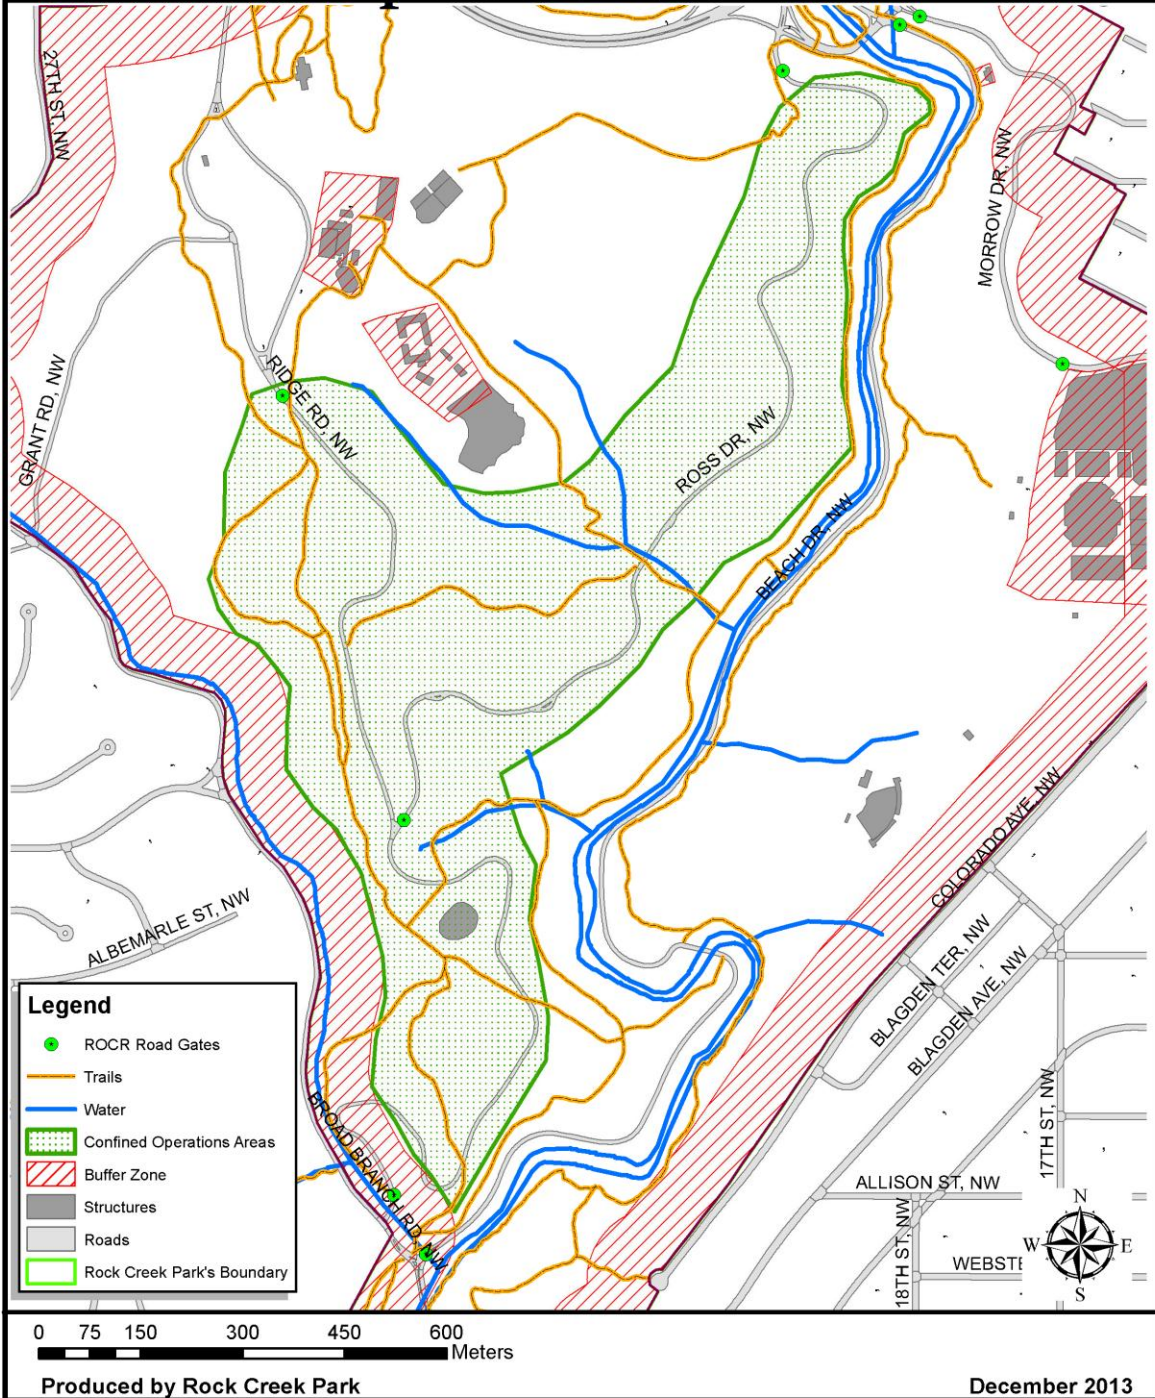 27TH ST, NW
MORROW DR, NW
GRANT RD, NW
RIDGE RD, NW
ROSS DR, NW
BEACH DR, NW
COLORADO AVE, NW
ALBEMARLE ST, NW
BLAGDEN TER, NW
BLAGDEN AVE, NW
BROAD BRANCH RD, NW
17TH ST, NW
ALLISON ST, NW
18TH ST, NW
WEBSTE
N
W E
S
Legend
ROCR Road Gates
Trails
Water
Confined Operations Areas
Buffer Zone
Structures
Roads
Rock Creek Park's Boundary
0 75 150 300 450 600
Meters
Produced by Rock Creek Park December 2013